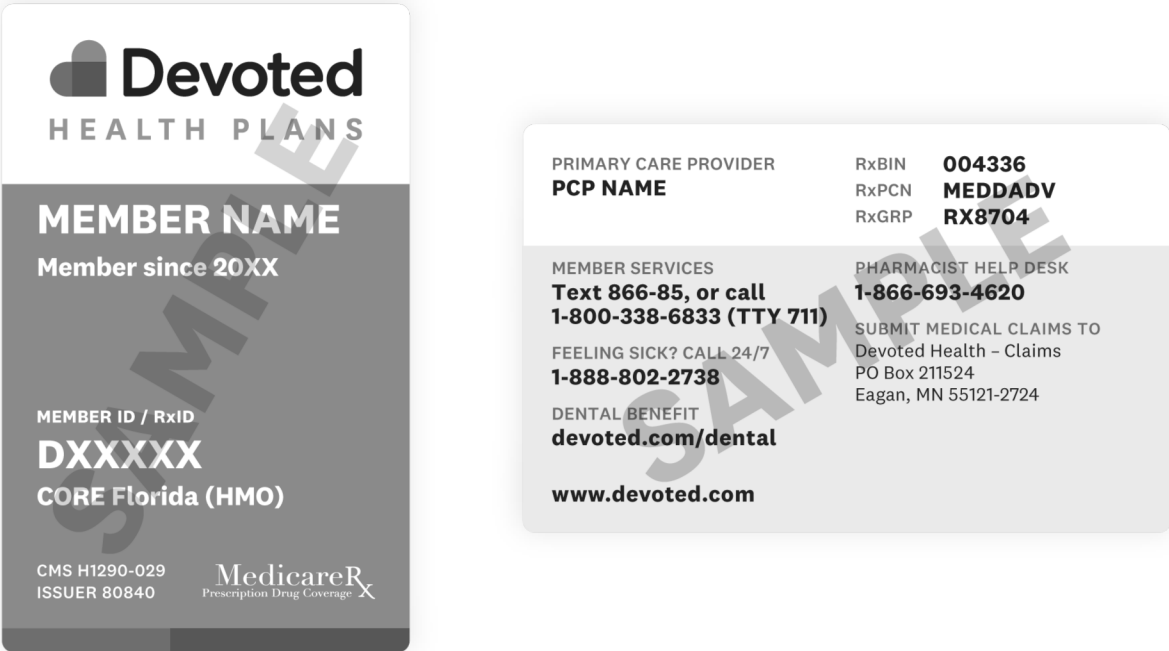 Devoted
HEALTH PLANS
MEMBER NAME
Member since 20XX
MEMBER ID / RxID
DXXXXX
CORE Florida (HMO)
CMS H1290-029
ISSUER 80840
MedicareRx
Prescription Drug Coverage
SAMPLE
PRIMARY CARE PROVIDER
PCP NAME
RxBIN 004336
RxPCN MEDDADV
RxGRP RX8704
MEMBER SERVICES
Text 866-85, or call
1-800-338-6833 (TTY 711)
FEELING SICK? CALL 24/7
1-888-802-2738
DENTAL BENEFIT
devoted.com/dental
www.devoted.com
PHARMACIST HELP DESK
1-866-693-4620
SUBMIT MEDICAL CLAIMS TO
Devoted Health – Claims
PO Box 211524
Eagan, MN 55121-2724
SAMPLE